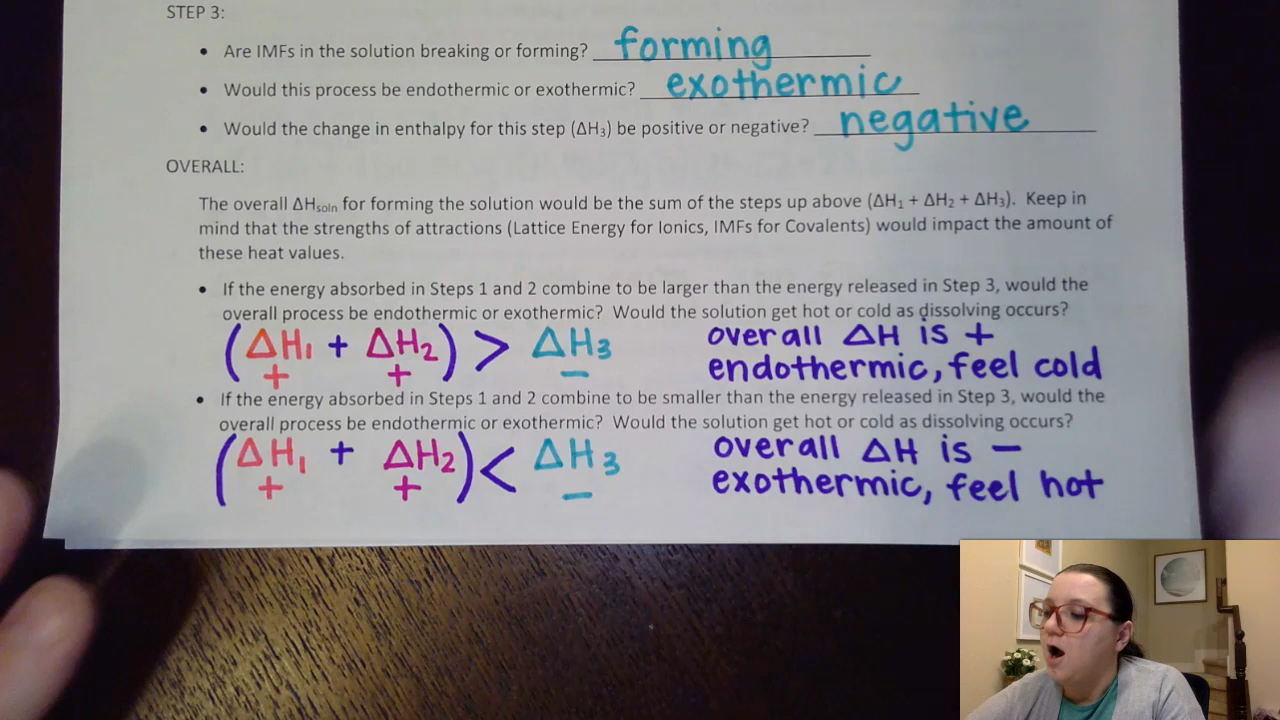 STEP 3:
• Are IMFs in the solution breaking or forming? forming
• Would this process be endothermic or exothermic? exothermic
• Would the change in enthalpy for this step (ΔH₃) be positive or negative? negative
OVERALL:
The overall ΔHₛₒₗₙ for forming the solution would be the sum of the steps up above (ΔH₁ + ΔH₂ + ΔH₃). Keep in
mind that the strengths of attractions (Lattice Energy for Ionics, IMFs for Covalents) would impact the amount of
these heat values.
• If the energy absorbed in Steps 1 and 2 combine to be larger than the energy released in Step 3, would the
overall process be endothermic or exothermic? Would the solution get hot or cold as dissolving occurs?
(ΔH₁ + ΔH₂) > ΔH₃
+ + −
overall ΔH is +
endothermic, feel cold
• If the energy absorbed in Steps 1 and 2 combine to be smaller than the energy released in Step 3, would the
overall process be endothermic or exothermic? Would the solution get hot or cold as dissolving occurs?
(ΔH₁ + ΔH₂) < ΔH₃
+ + −
overall ΔH is −
exothermic, feel hot